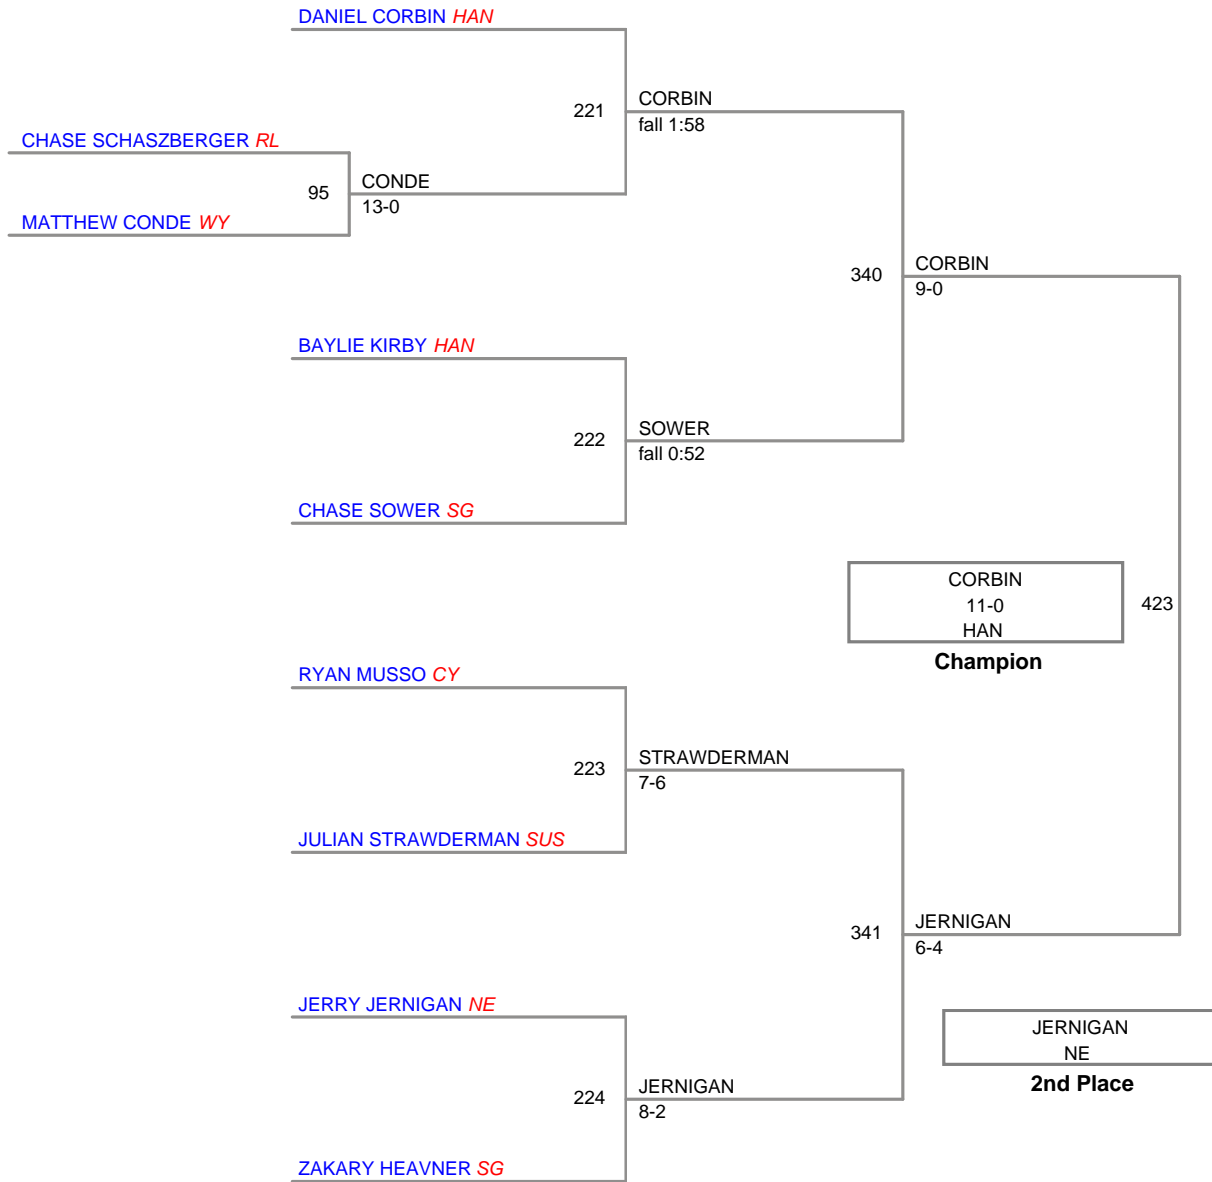 DANIEL CORBIN HAN
221
CORBIN
fall 1:58
CHASE SCHASZBERGER RL
95
CONDE
13-0
MATTHEW CONDE WY
340
CORBIN
9-0
BAYLIE KIRBY HAN
222
SOWER
fall 0:52
CHASE SOWER SG
CORBIN
11-0
HAN
Champion
423
RYAN MUSSO CY
223
STRAWDERMAN
7-6
JULIAN STRAWDERMAN SUS
341
JERNIGAN
6-4
JERRY JERNIGAN NE
JERNIGAN
NE
2nd Place
224
JERNIGAN
8-2
ZAKARY HEAVNER SG